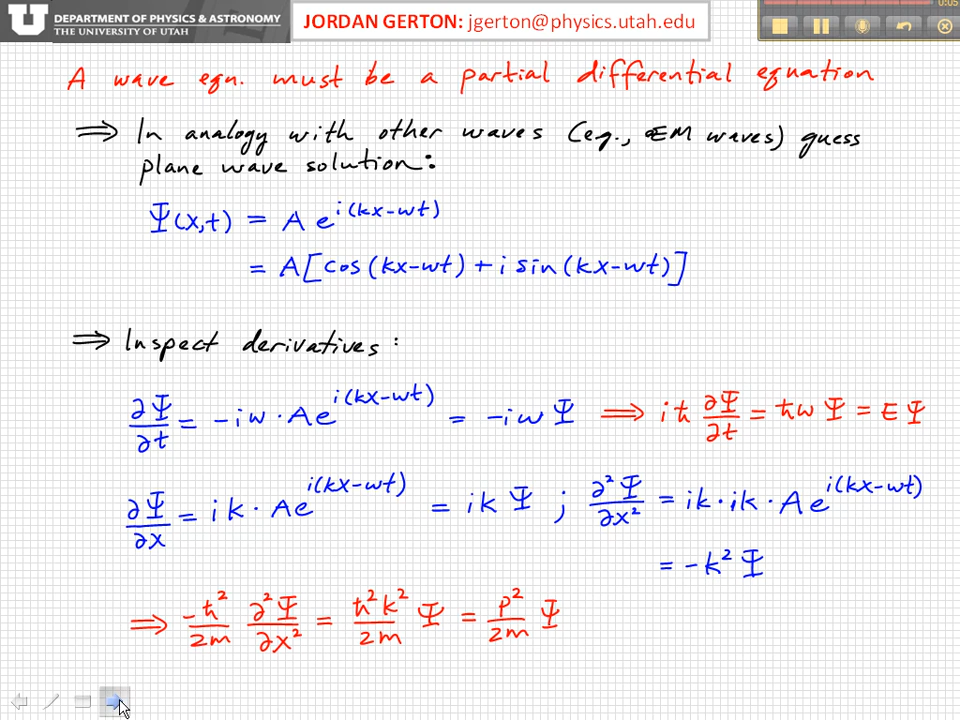 DEPARTMENT OF PHYSICS & ASTRONOMY
THE UNIVERSITY OF UTAH
JORDAN GERTON: jgerton@physics.utah.edu
0:05
A wave eqn. must be a partial differential equation
⟹ In analogy with other waves (eg., EM waves) guess
plane wave solution:
Ψ(x,t) = A e^{i(kx-wt)}
= A[cos(kx-wt) + i sin(kx-wt)]
⟹ Inspect derivatives:
∂Ψ/∂t = -iw · Ae^{i(kx-wt)} = -iw Ψ ⟹ iħ ∂Ψ/∂t = ħw Ψ = E Ψ
∂Ψ/∂x = ik · Ae^{i(kx-wt)} = ik Ψ ; ∂²Ψ/∂x² = ik · ik · Ae^{i(kx-wt)}
= -k² Ψ
⟹ -ħ²/2m ∂²Ψ/∂x² = ħ²k²/2m Ψ = p²/2m Ψ